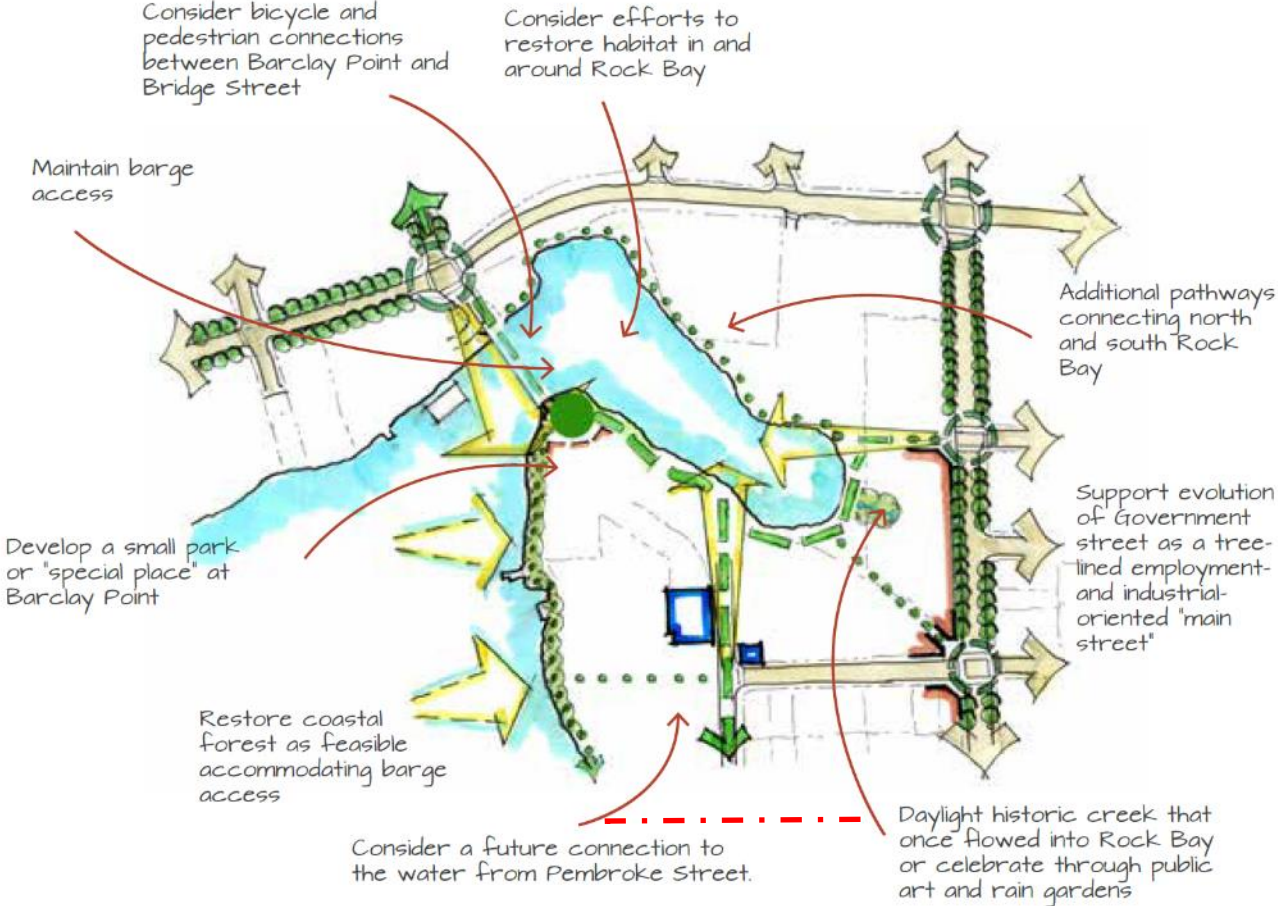 Consider bicycle and
pedestrian connections
between Barclay Point and
Bridge Street
Consider efforts to
restore habitat in and
around Rock Bay
Maintain barge
access
Additional pathways
connecting north
and south Rock
Bay
Support evolution
of Government
street as a tree-
lined employment-
and industrial-
oriented "main
street"
Develop a small park
or "special place" at
Barclay Point
Restore coastal
forest as feasible
accommodating barge
access
Consider a future connection to
the water from Pembroke Street.
Daylight historic creek that
once flowed into Rock Bay
or celebrate through public
art and rain gardens